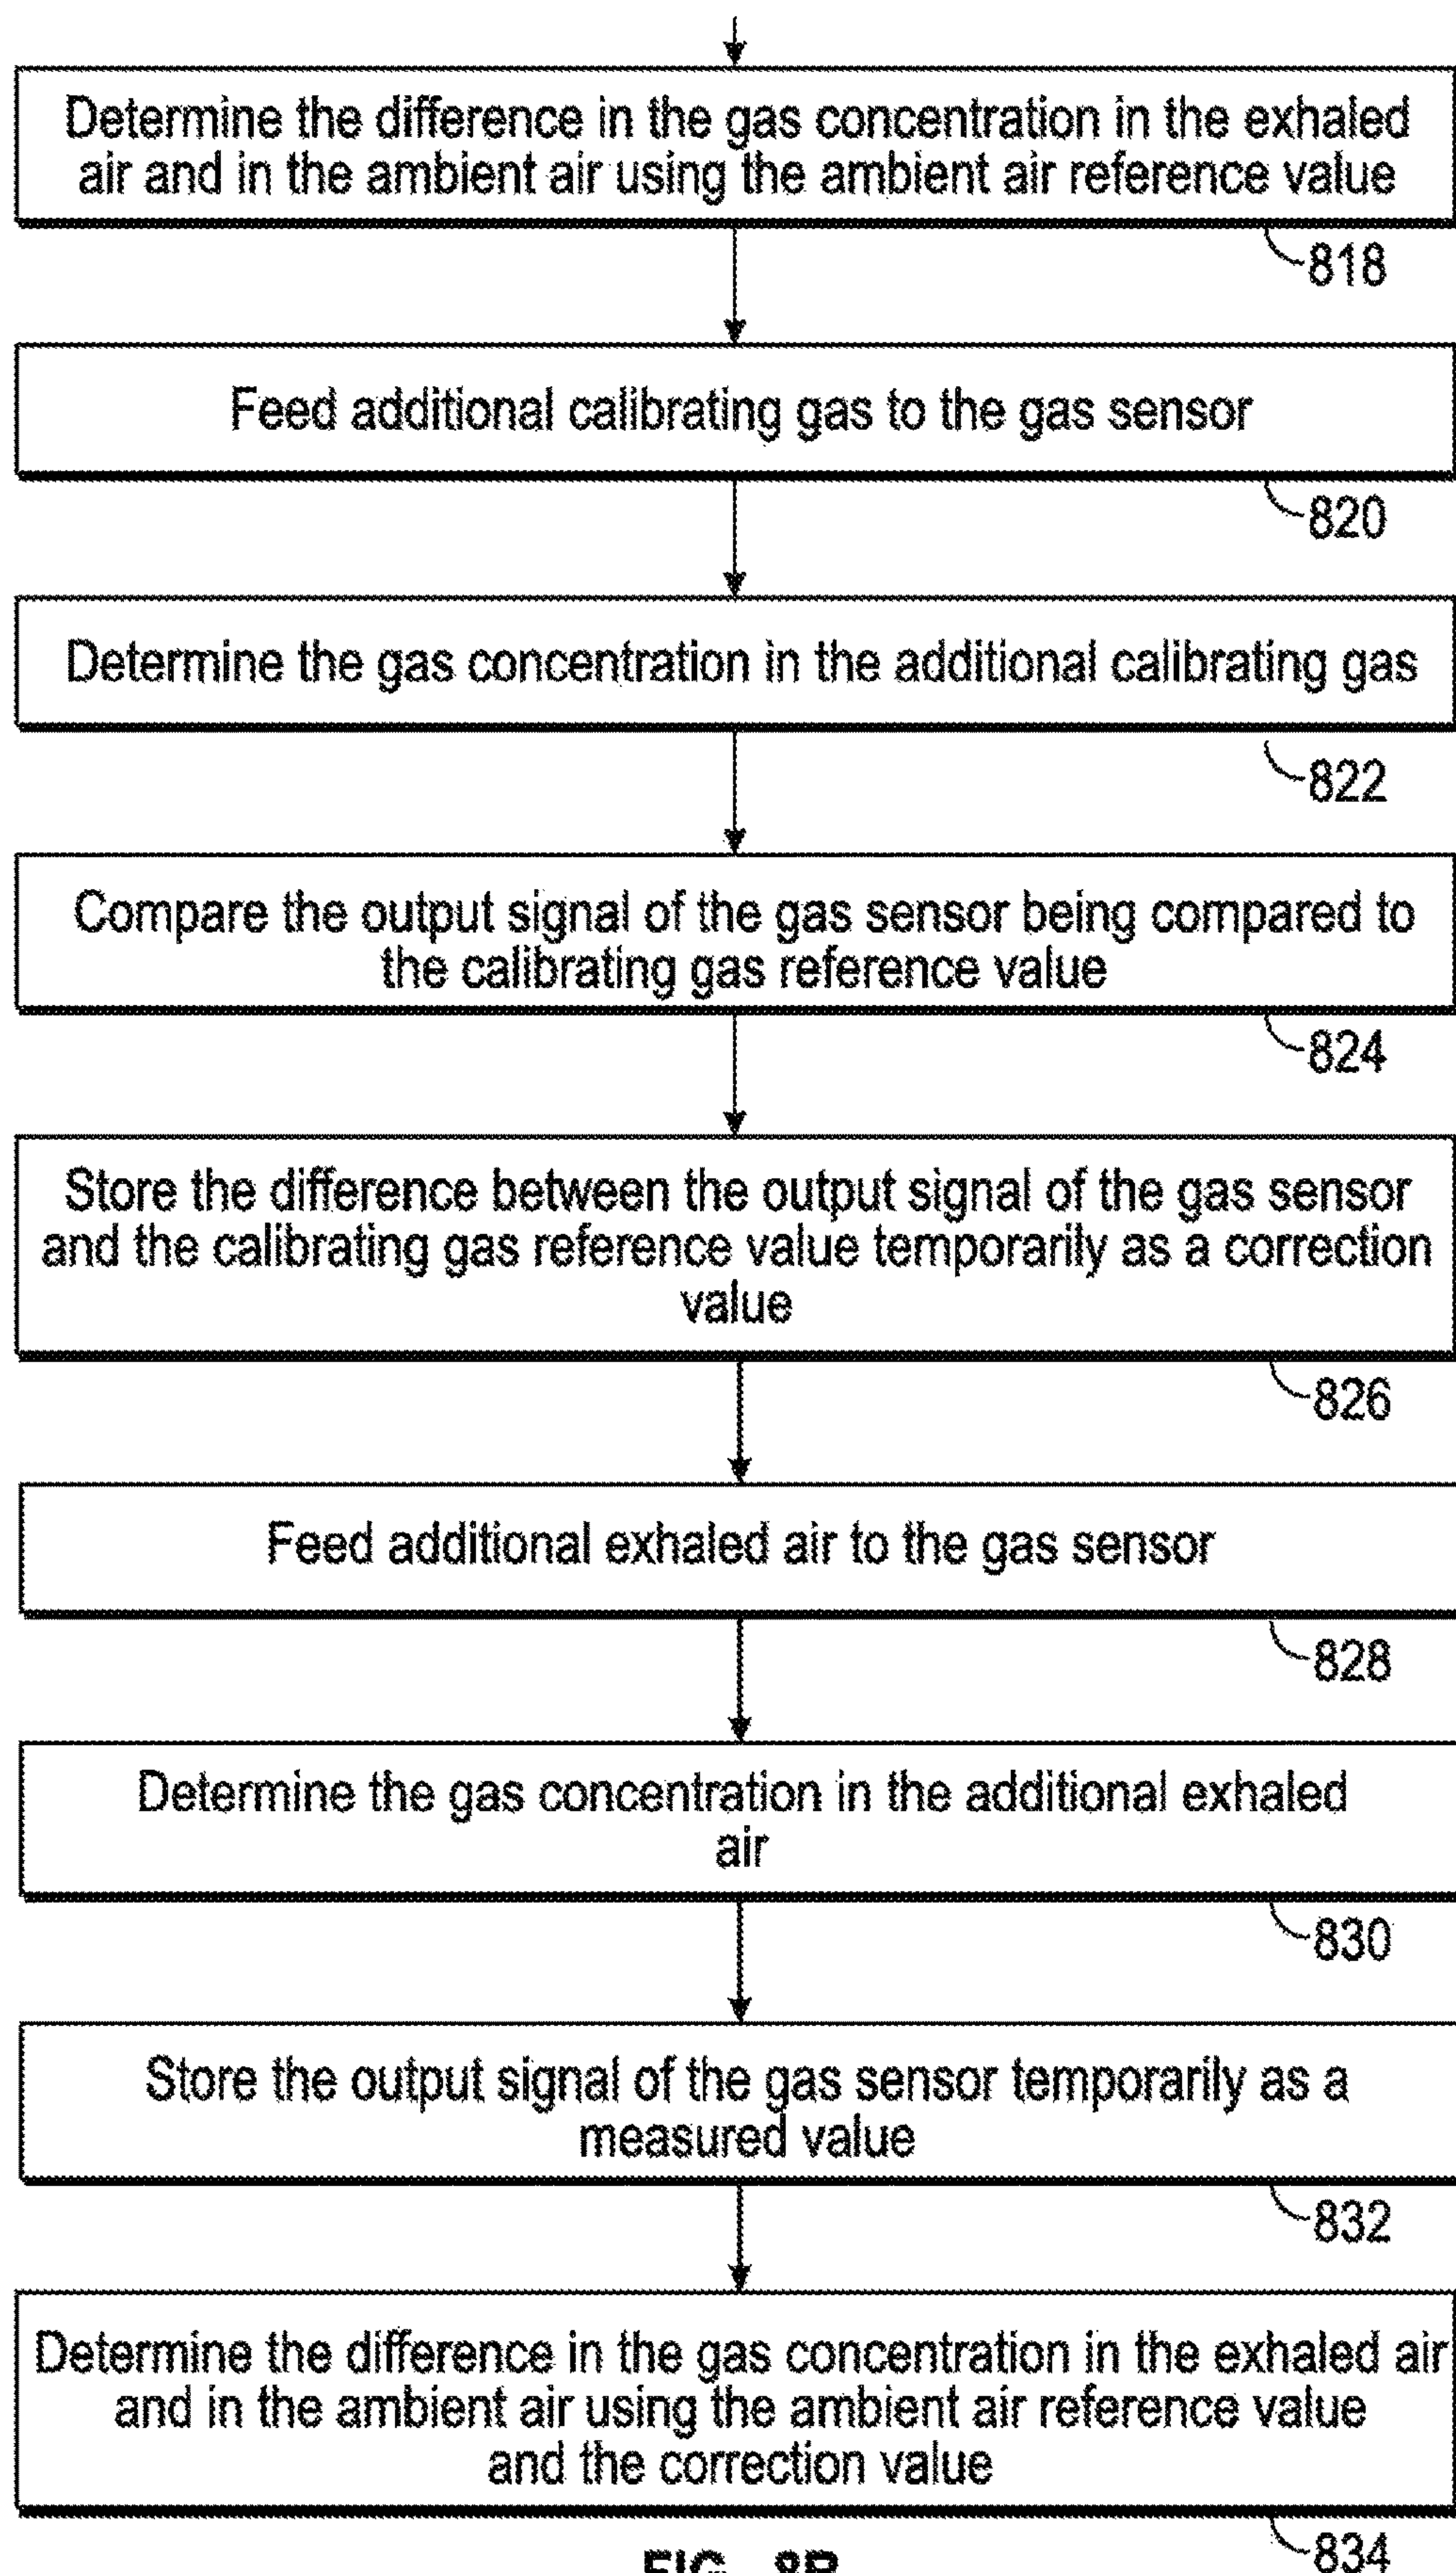 Determine the difference in the gas concentration in the exhaled
air and in the ambient air using the ambient air reference value
818
Feed additional calibrating gas to the gas sensor
820
Determine the gas concentration in the additional calibrating gas
822
Compare the output signal of the gas sensor being compared to
the calibrating gas reference value
824
Store the difference between the output signal of the gas sensor
and the calibrating gas reference value temporarily as a correction
value
826
Feed additional exhaled air to the gas sensor
828
Determine the gas concentration in the additional exhaled
air
830
Store the output signal of the gas sensor temporarily as a
measured value
832
Determine the difference in the gas concentration in the exhaled air
and in the ambient air using the ambient air reference value
and the correction value
834
FIG. 8B